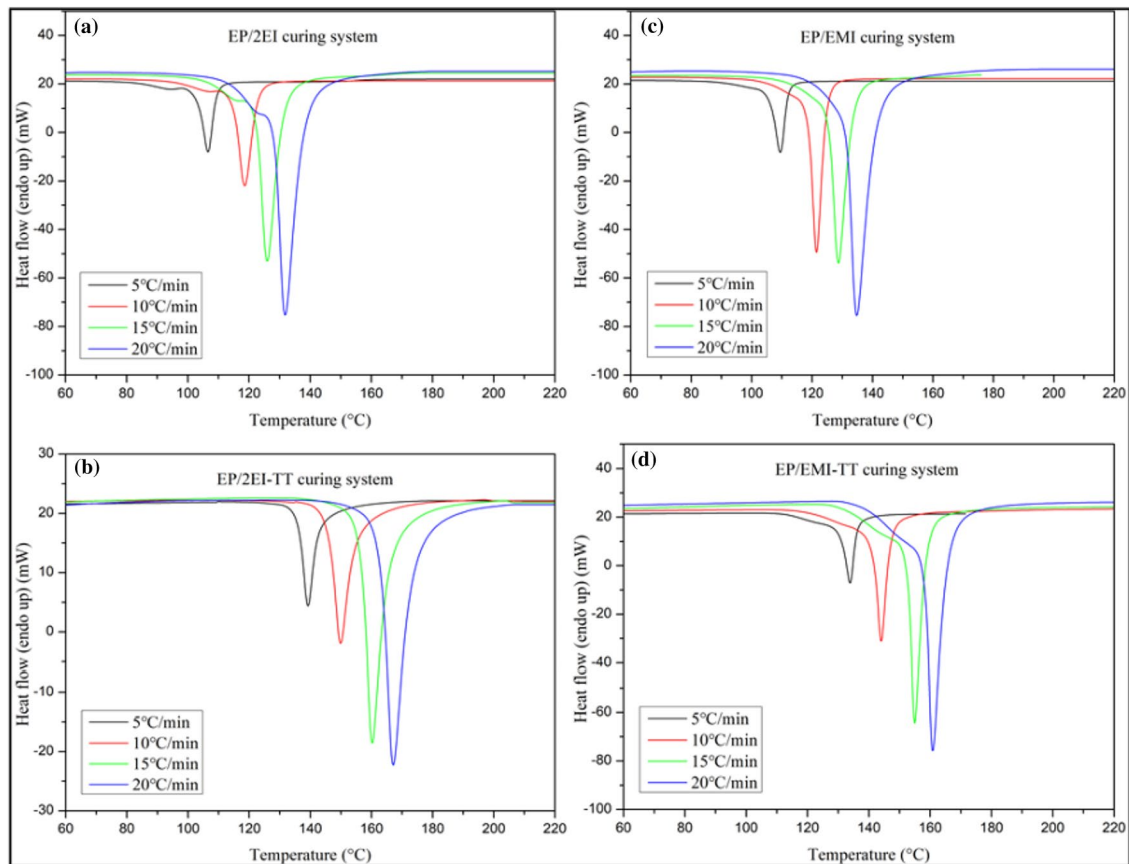 (a)
EP/2EI curing system
Heat flow (endo up) (mW)
40
20
0
-20
-40
-60
-80
-100
5°C/min
10°C/min
15°C/min
20°C/min
60 80 100 120 140 160 180 200 220
Temperature (°C)
(c)
EP/EMI curing system
Heat flow (endo up) (mW)
40
20
0
-20
-40
-60
-80
-100
5°C/min
10°C/min
15°C/min
20°C/min
60 80 100 120 140 160 180 200 220
Temperature (°C)
(b)
EP/2EI-TT curing system
Heat flow (endo up) (mW)
30
20
10
0
-10
-20
-30
5°C/min
10°C/min
15°C/min
20°C/min
60 80 100 120 140 160 180 200 220
Temperature (°C)
(d)
EP/EMI-TT curing system
Heat flow (endo up) (mW)
40
20
0
-20
-40
-60
-80
-100
5°C/min
10°C/min
15°C/min
20°C/min
60 80 100 120 140 160 180 200 220
Temperature (°C)